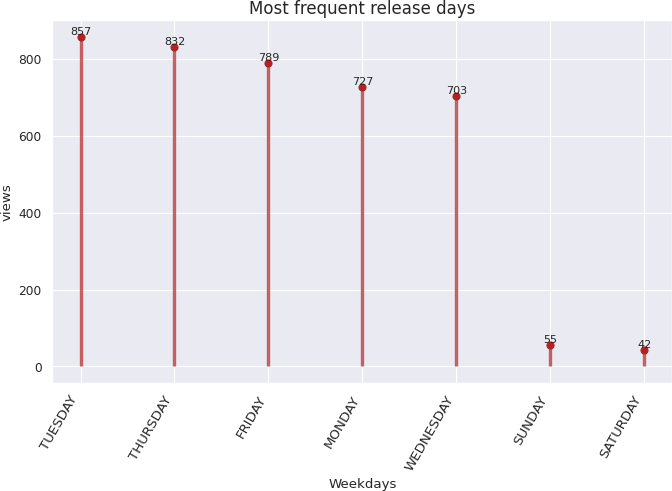 Most frequent release days
857
832
789
727
703
55
42
800
600
400
200
0
views
TUESDAY
THURSDAY
FRIDAY
MONDAY
WEDNESDAY
SUNDAY
SATURDAY
Weekdays